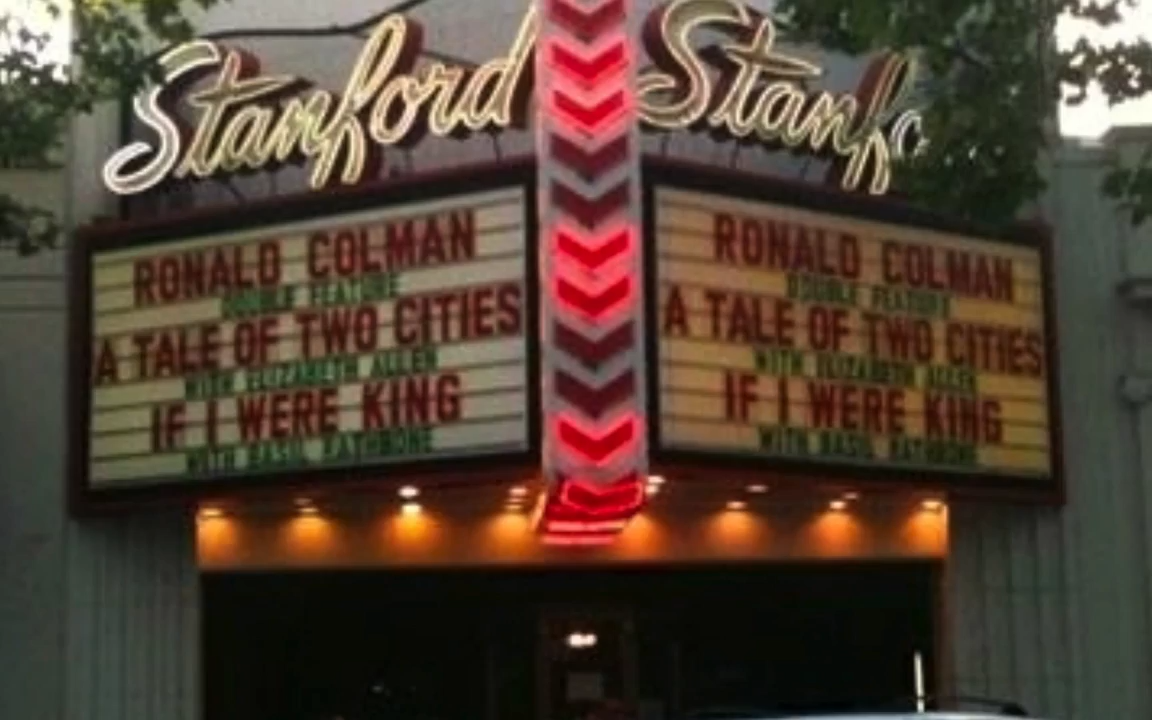 Stanford
Stanfo
RONALD COLMAN
DOUBLE FEATURE
A TALE OF TWO CITIES
WITH ELIZABETH ALLEN
IF I WERE KING
WITH BASIL RATHBONE
RONALD COLMAN
DOUBLE FEATURE
A TALE OF TWO CITIES
WITH ELIZABETH ALLEN
IF I WERE KING
WITH BASIL RATHBONE